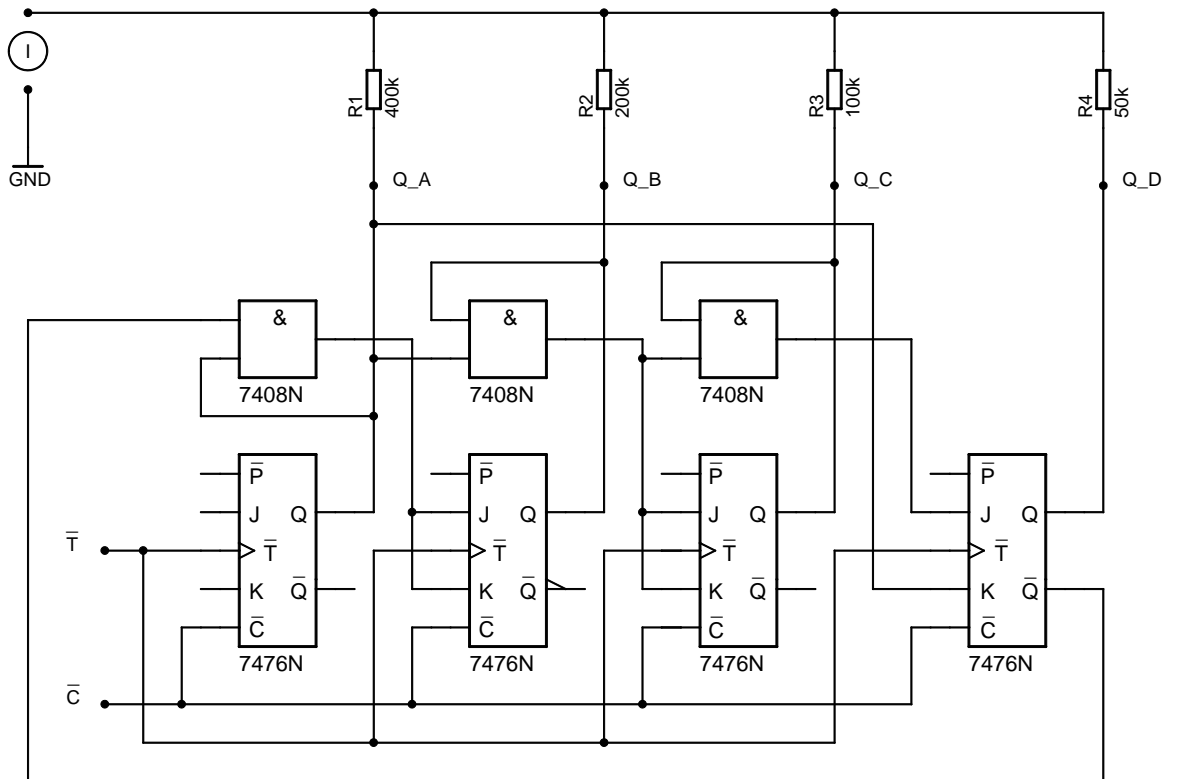 I
GND
R1
400k
R2
200k
R3
100k
R4
50k
Q_A
Q_B
Q_C
Q_D
&
&
&
7408N
7408N
7408N
P̅
J
Q
T̅
K
Q̅
C̅
7476N
P̅
J
Q
T̅
K
Q̅
C̅
7476N
P̅
J
Q
T̅
K
Q̅
C̅
7476N
P̅
J
Q
T̅
K
Q̅
C̅
7476N
T̅
C̅